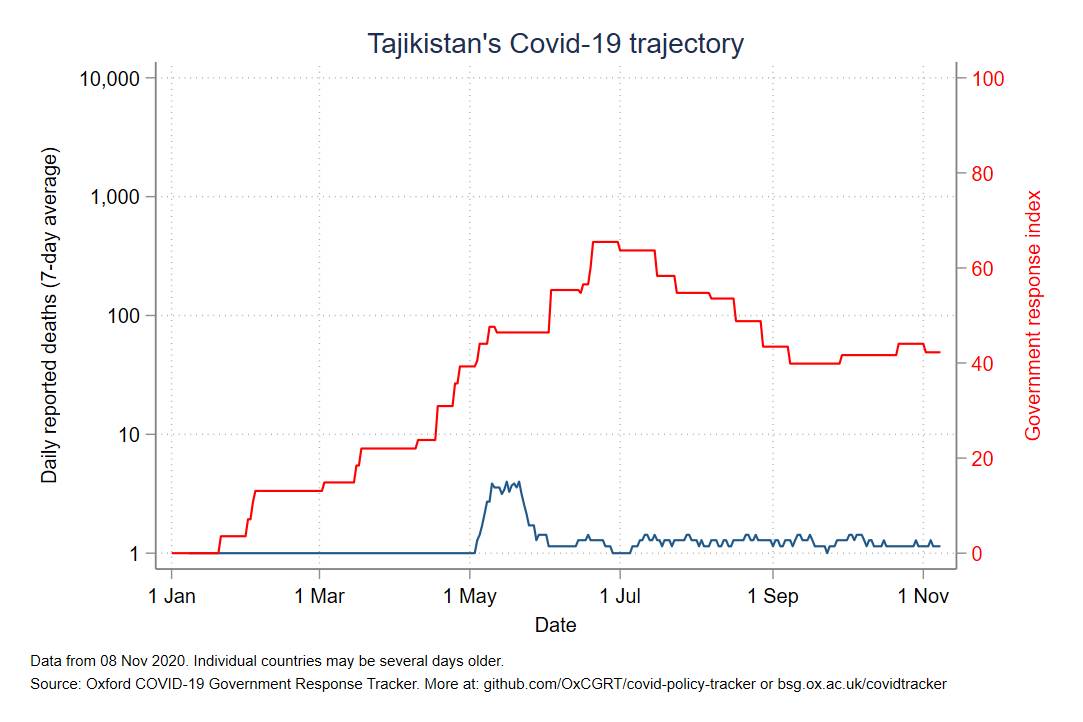 Tajikistan's Covid-19 trajectory
10,000
1,000
100
10
1
Daily reported deaths (7-day average)
100
80
60
40
20
0
Government response index
1 Jan 1 Mar 1 May 1 Jul 1 Sep 1 Nov
Date
Data from 08 Nov 2020. Individual countries may be several days older.
Source: Oxford COVID-19 Government Response Tracker. More at: github.com/OxCGRT/covid-policy-tracker or bsg.ox.ac.uk/covidtracker